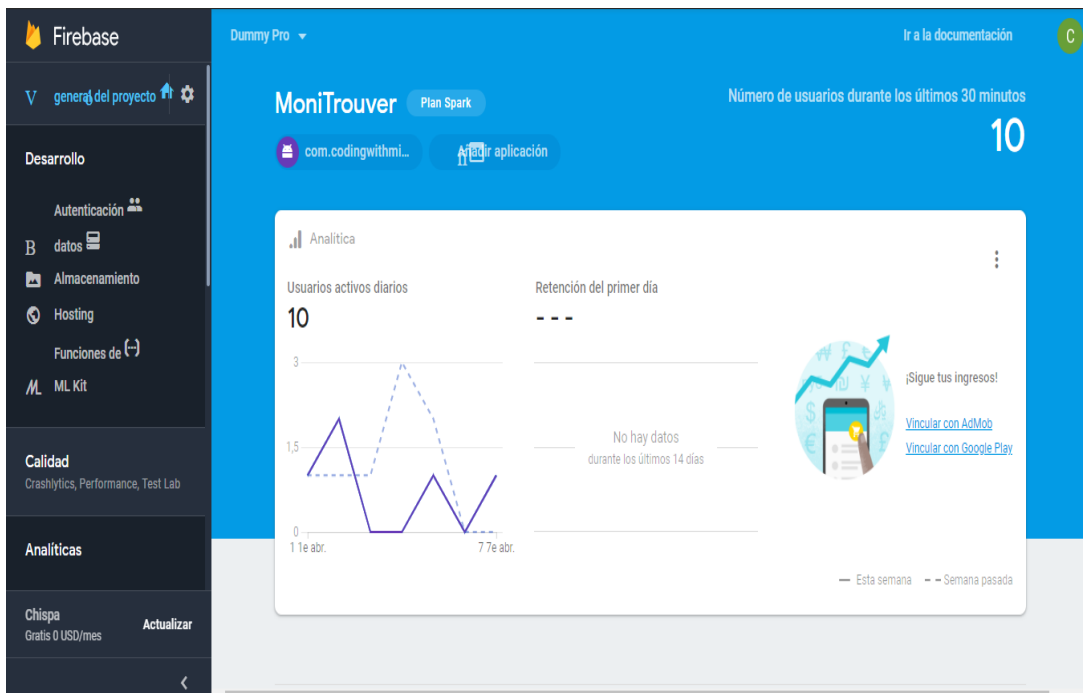 Firebase
Dummy Pro
Ir a la documentación
C
V general del proyecto
MoniTrouver
Plan Spark
Número de usuarios durante los últimos 30 minutos
10
com.codingwithmi...
Añadir aplicación
Desarrollo
Autenticación
B datos
Almacenamiento
Hosting
Funciones de
ML Kit
Calidad
Crashlytics, Performance, Test Lab
Analíticas
Chispa
Gratis 0 USD/mes
Actualizar
Analítica
Usuarios activos diarios
10
3
1,5
0
1 1e abr.
7 7e abr.
Retención del primer día
---
No hay datos
durante los últimos 14 días
¡Sigue tus ingresos!
Vincular con AdMob
Vincular con Google Play
Esta semana
Semana pasada